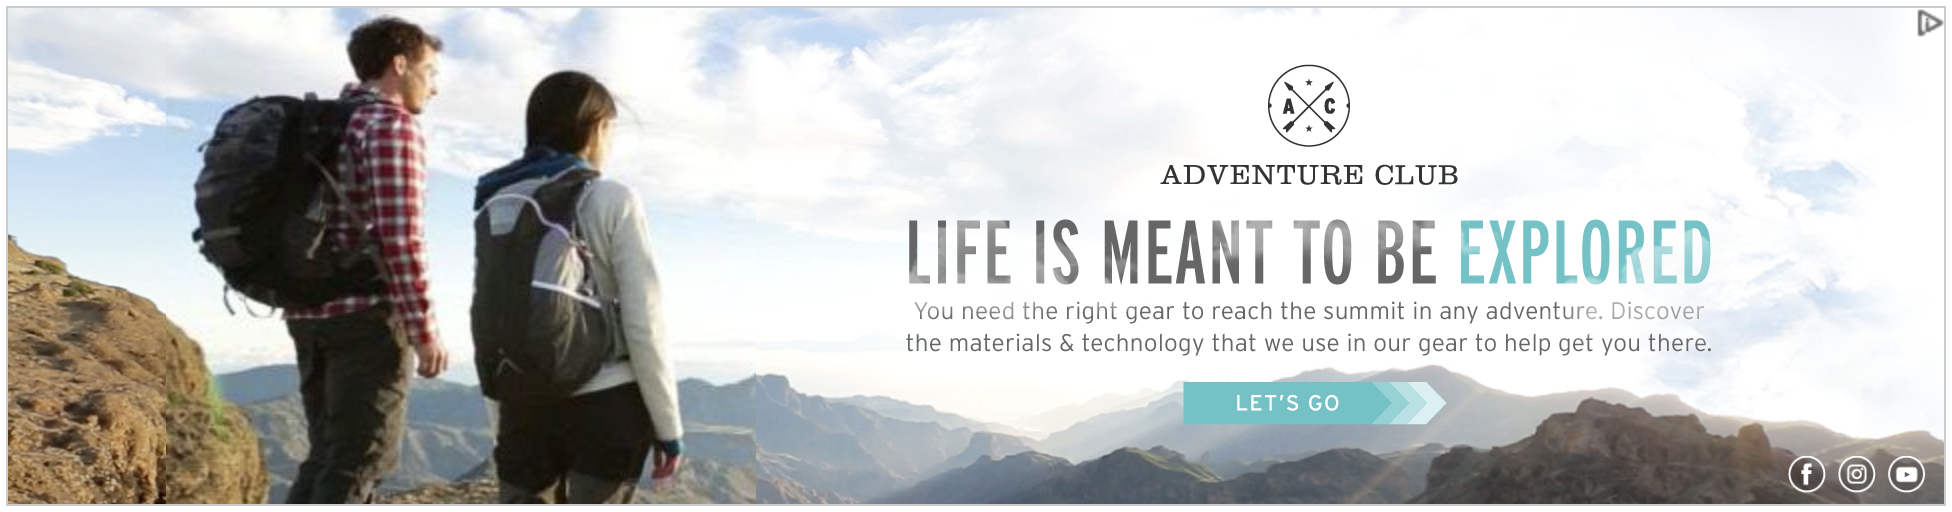 A C
ADVENTURE CLUB
LIFE IS MEANT TO BE EXPLORED
You need the right gear to reach the summit in any adventure. Discover
the materials & technology that we use in our gear to help get you there.
LET'S GO